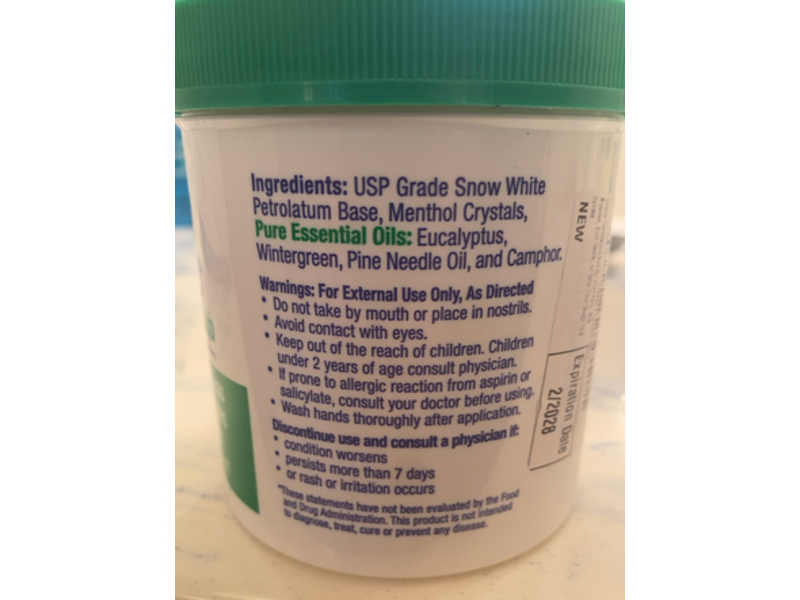 Ingredients: USP Grade Snow White
Petrolatum Base, Menthol Crystals,
Pure Essential Oils: Eucalyptus,
Wintergreen, Pine Needle Oil, and Camphor.
Warnings: For External Use Only, As Directed
• Do not take by mouth or place in nostrils.
• Avoid contact with eyes.
• Keep out of the reach of children. Children
under 2 years of age consult physician.
• If prone to allergic reaction from aspirin or
salicylate, consult your doctor before using.
• Wash hands thoroughly after application.
Discontinue use and consult a physician if:
• condition worsens
• persists more than 7 days
• or rash or irritation occurs
*These statements have not been evaluated by the Food
and Drug Administration. This product is not intended
to diagnose, treat, cure or prevent any disease.
NEW
Expiration Date
2/2028